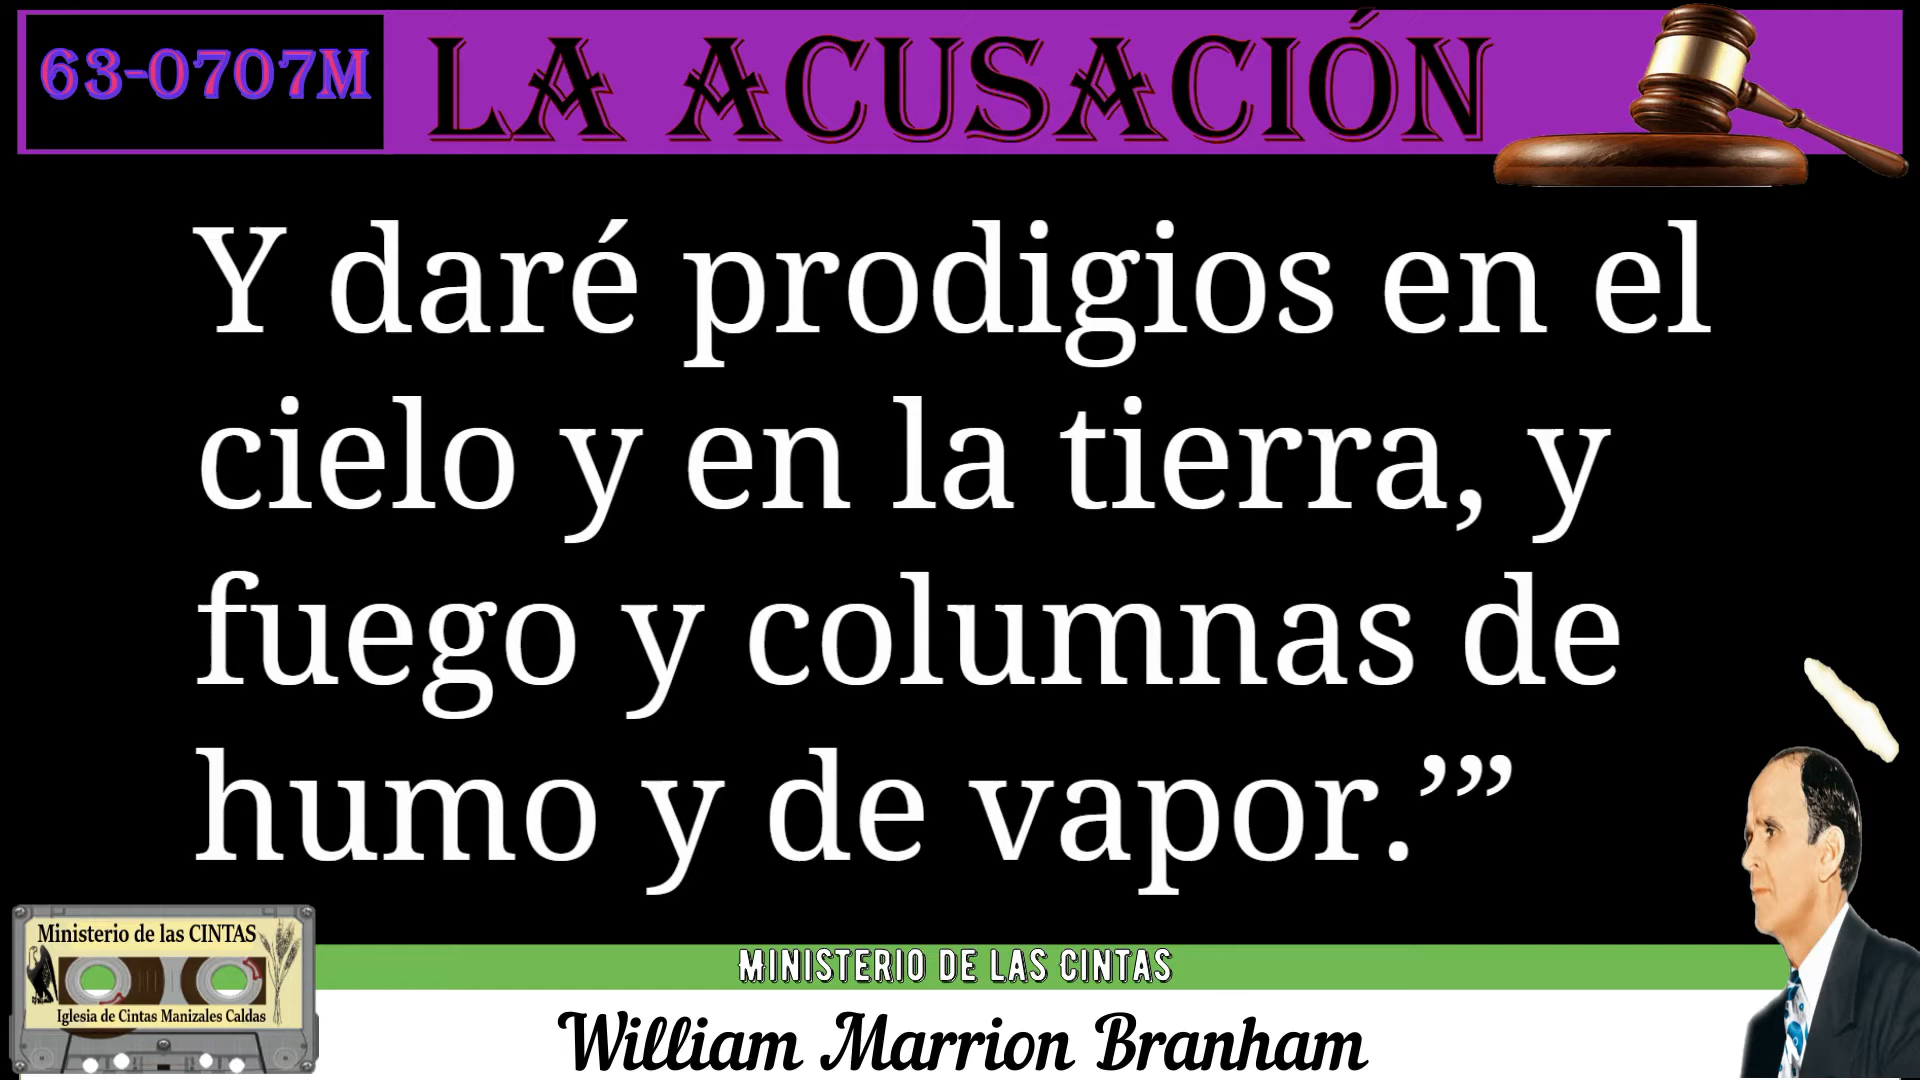 63-0707M
LA ACUSACIÓN
Y daré prodigios en el
cielo y en la tierra, y
fuego y columnas de
humo y de vapor.’”
Ministerio de las CINTAS
Iglesia de Cintas Manizales Caldas
MINISTERIO DE LAS CINTAS
William Marrion Branham